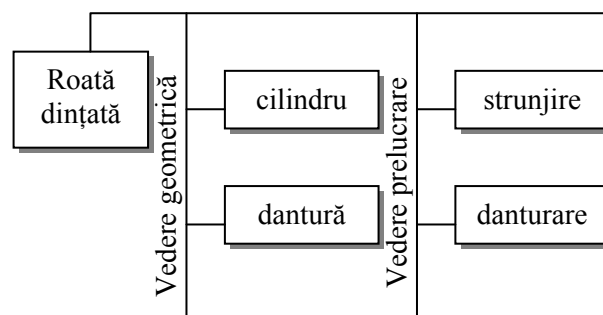 Roată
dințată
Vedere geometrică
cilindru
dantură
Vedere prelucrare
strunjire
danturare